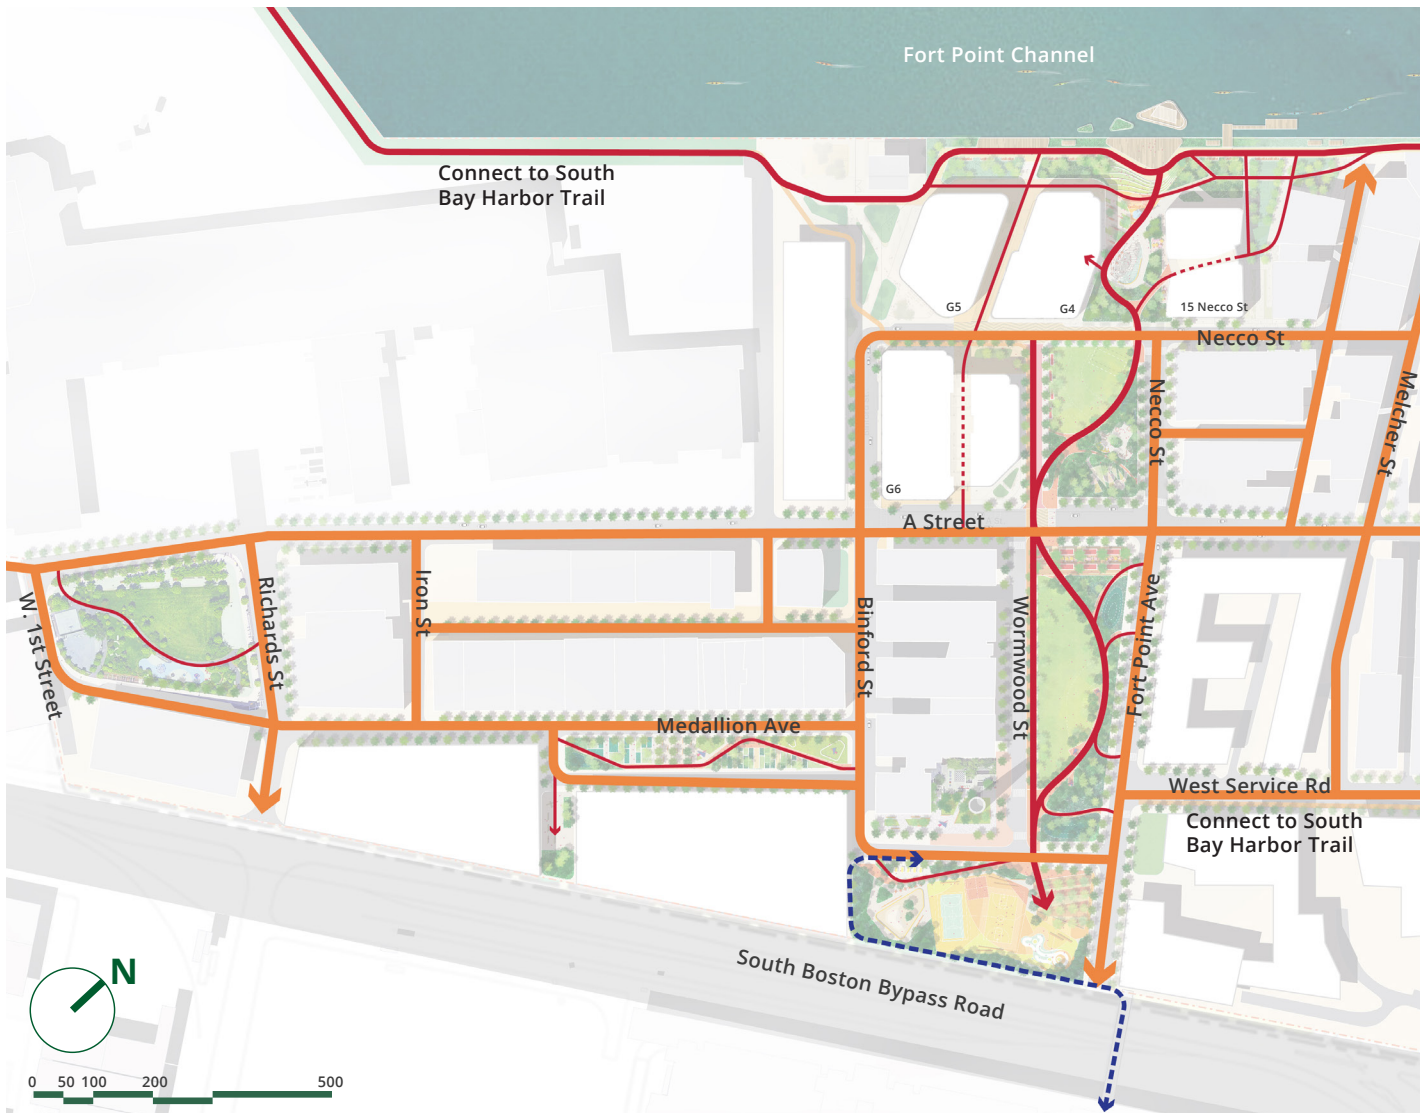 Fort Point Channel
Connect to South
Bay Harbor Trail
G5
G4
15 Necco St
Necco St
Necco St
Melcher St
G6
A Street
W. 1st Street
Richards St
Iron St
Binford St
Wormwood St
Fort Point Ave
Medallion Ave
West Service Rd
Connect to South
Bay Harbor Trail
South Boston Bypass Road
N
0 50 100 200 500